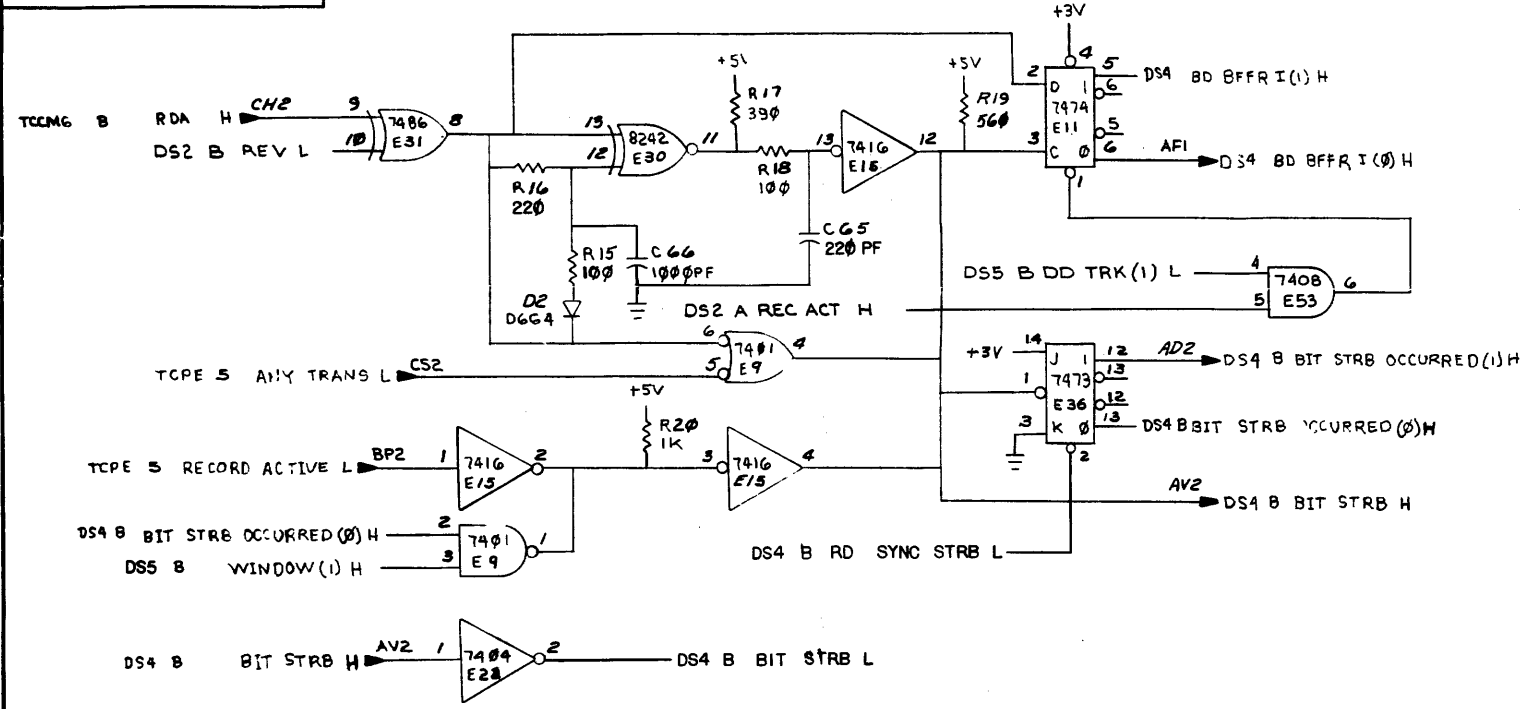 +3V
4
2
5
DS4 BD BFFR I(1) H
D 1
6
7474
E11
5
3
C Ø
6
AF1
DS4 BD BFFR I(Ø) H
1
TCCMG B RDA H CH2 9
DS2 B REV L 10
7486
E31
8
13
12
8242
E30
11
+5V
R17
390
R18
100
13
7416
E15
12
+5V
R19
560
R16
220
R15
100
C66
1000PF
D2
D664
C65
220 PF
DS5 B DD TRK(1) L 4
DS2 A REC ACT H 5
7408
E53
6
TCPE 5 ANY TRANS L CS2
6
5
7401
E9
4
+3V 14
J 1
12 AD2
DS4 B BIT STRB OCCURRED(1)H
13
1
7473
E36
12
3
K Ø
13
DS4 B BIT STRB OCCURRED(Ø)H
2
+5V
R20
1K
TCPE 5 RECORD ACTIVE L BP2 1
7416
E15
2
3
7416
E15
4
AV2
DS4 B BIT STRB H
DS4 B BIT STRB OCCURRED(Ø) H 2
DS5 B WINDOW(1) H 3
7401
E9
1
DS4 B RD SYNC STRB L
DS4 B BIT STRB H AV2 1
7404
2
DS4 B BIT STRB L